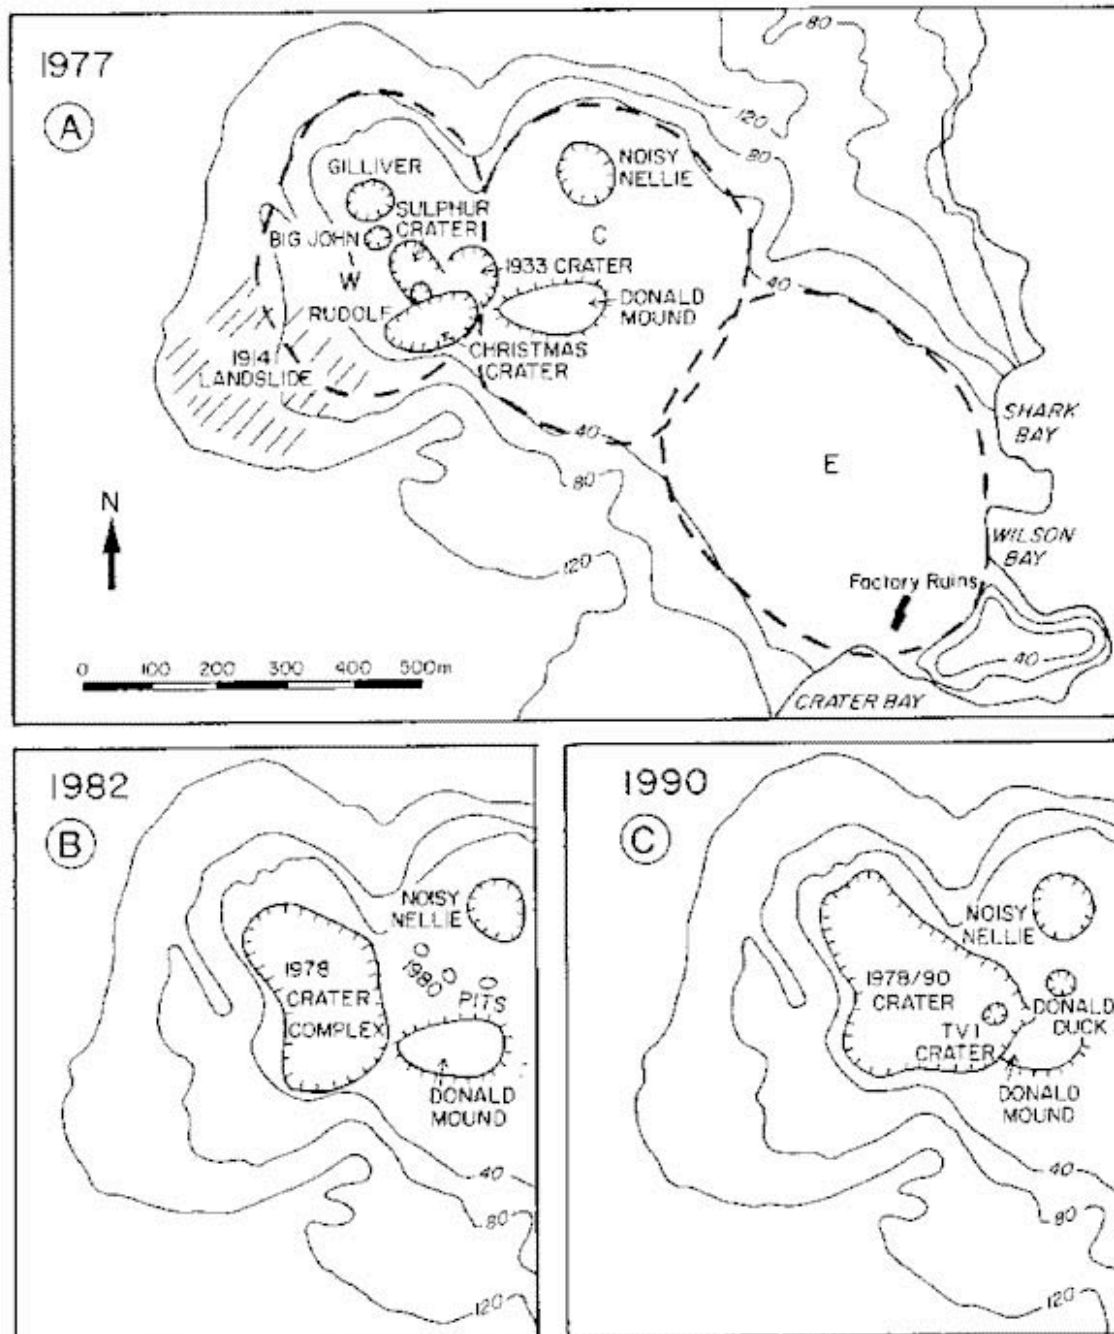 1977
A
80
120
80
GILLIVER
NOISY
NELLIE
SULPHUR
CRATER
BIG JOHN
C
1933 CRATER
W
40
RUDOLF
DONALD
MOUND
1914
LANDSLIDE
CHRISTMAS
CRATER
SHARK
BAY
40
E
80
N
WILSON
BAY
120
Factory Ruins
0 100 200 300 400 500m
40
CRATER BAY
1982
B
NOISY
NELLIE
1980
PITS
1978
CRATER
COMPLEX
DONALD
MOUND
40
80
120
1990
C
NOISY
NELLIE
1978/90
CRATER
DONALD
DUCK
TV1
CRATER
DONALD
MOUND
40
80
120